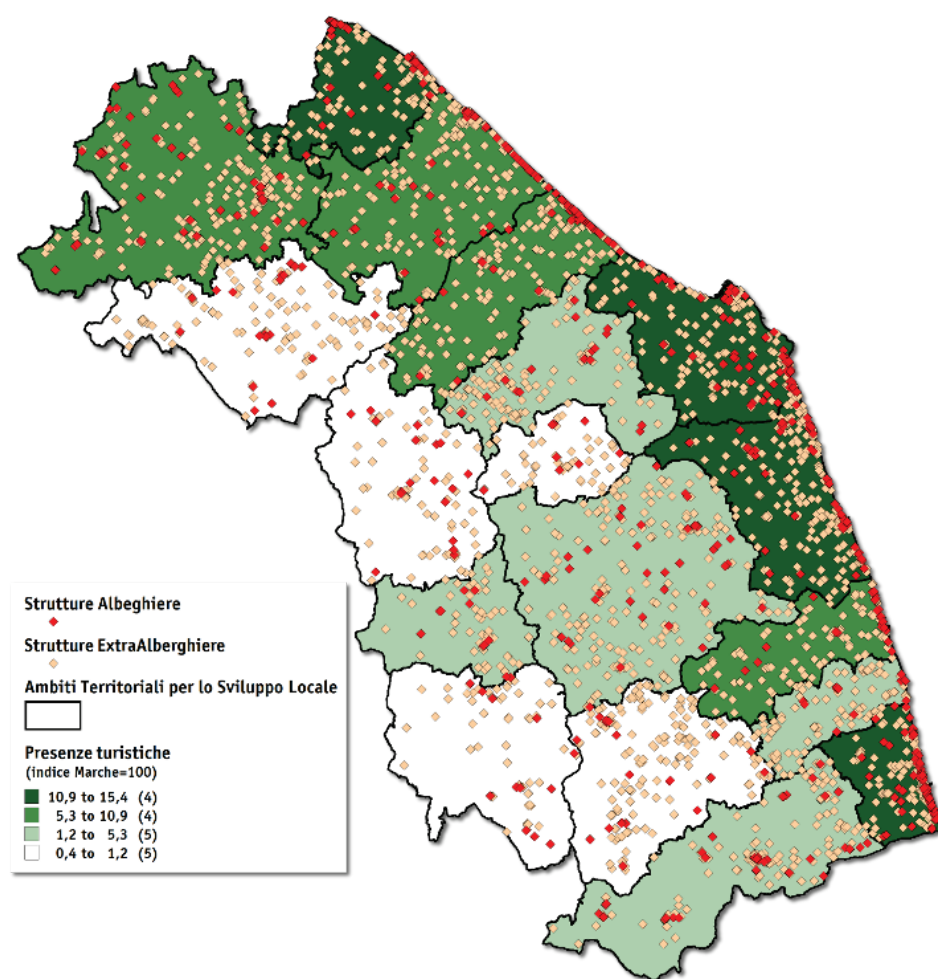 Strutture Albeghiere
Strutture ExtraAlberghiere
Ambiti Territoriali per lo Sviluppo Locale
Presenze turistiche
(indice Marche=100)
10,9 to 15,4 (4)
5,3 to 10,9 (4)
1,2 to 5,3 (5)
0,4 to 1,2 (5)